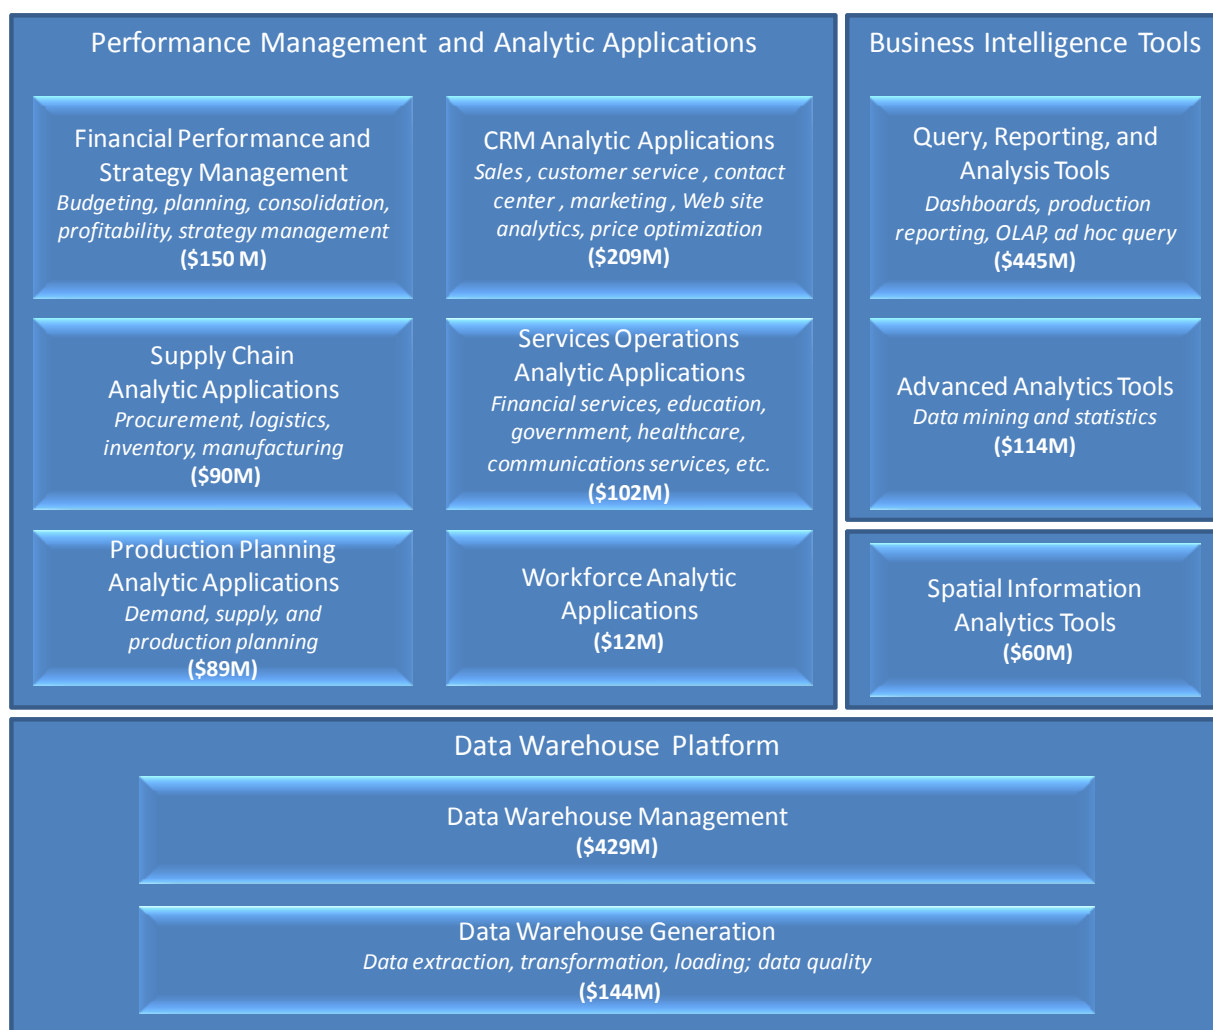 Performance Management and Analytic Applications
Financial Performance and
Strategy Management
Budgeting, planning, consolidation,
profitability, strategy management
($150 M)
CRM Analytic Applications
Sales , customer service , contact
center , marketing , Web site
analytics, price optimization
($209M)
Supply Chain
Analytic Applications
Procurement, logistics,
inventory, manufacturing
($90M)
Services Operations
Analytic Applications
Financial services, education,
government, healthcare,
communications services, etc.
($102M)
Production Planning
Analytic Applications
Demand, supply, and
production planning
($89M)
Workforce Analytic
Applications
($12M)
Business Intelligence Tools
Query, Reporting, and
Analysis Tools
Dashboards, production
reporting, OLAP, ad hoc query
($445M)
Advanced Analytics Tools
Data mining and statistics
($114M)
Spatial Information
Analytics Tools
($60M)
Data Warehouse Platform
Data Warehouse Management
($429M)
Data Warehouse Generation
Data extraction, transformation, loading; data quality
($144M)